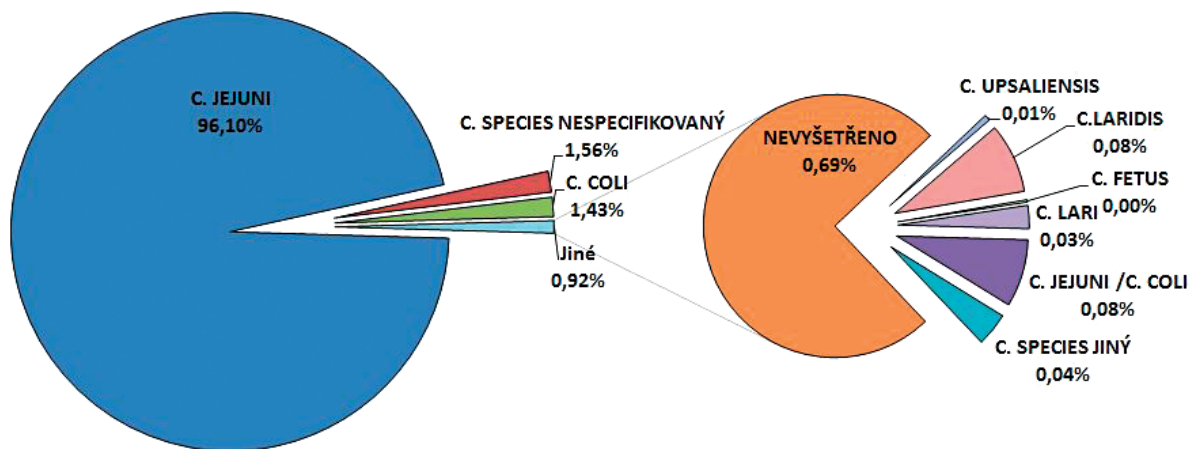 C. JEJUNI
96,10%
C. SPECIES NESPECIFIKOVANÝ
1,56%
C. COLI
1,43%
Jiné
0,92%
NEVYŠETŘENO
0,69%
C. UPSALIENSIS
0,01%
C.LARIDIS
0,08%
C. FETUS
0,00%
C. LARI
0,03%
C. JEJUNI /C. COLI
0,08%
C. SPECIES JINÝ
0,04%